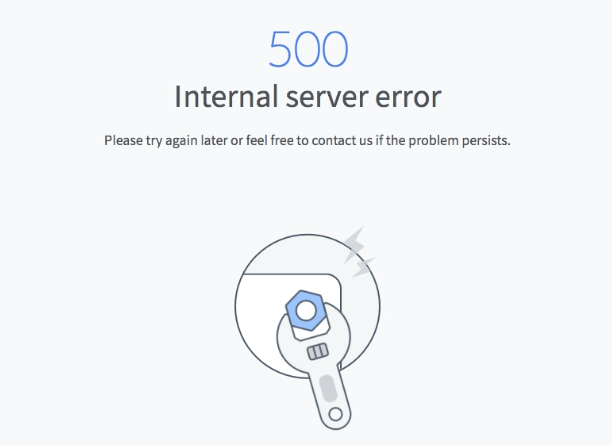 500
Internal server error
Please try again later or feel free to contact us if the problem persists.